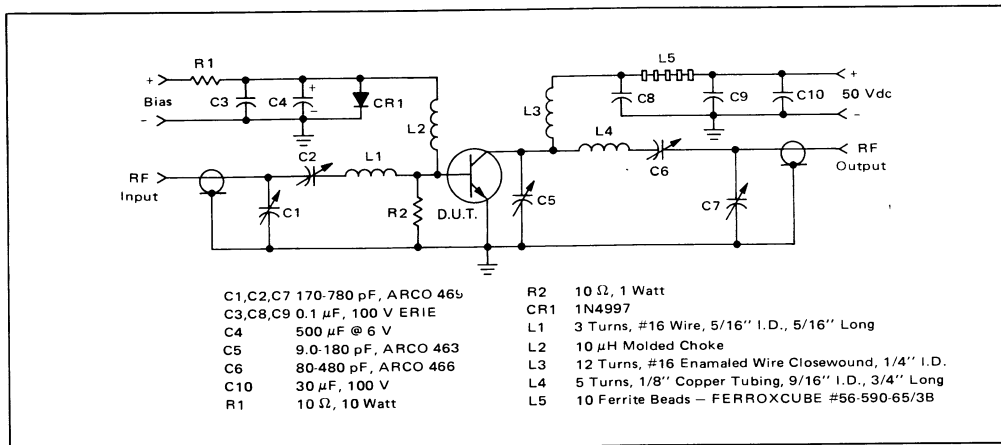 R1
L5
+
+
+
Bias
C3
C4
CR1
L2
L3
C8
C9
C10
50 Vdc
-
-
-
L4
RF
Input
C2
L1
C1
R2
D.U.T.
C5
C6
C7
RF
Output
C1,C2,C7 170-780 pF, ARCO 469
C3,C8,C9 0.1 μF, 100 V ERIE
C4 500 μF @ 6 V
C5 9.0-180 pF, ARCO 463
C6 80-480 pF, ARCO 466
C10 30 μF, 100 V
R1 10 Ω, 10 Watt
R2 10 Ω, 1 Watt
CR1 1N4997
L1 3 Turns, #16 Wire, 5/16'' I.D., 5/16'' Long
L2 10 μH Molded Choke
L3 12 Turns, #16 Enamaled Wire Closewound, 1/4'' I.D.
L4 5 Turns, 1/8'' Copper Tubing, 9/16'' I.D., 3/4'' Long
L5 10 Ferrite Beads – FERROXCUBE #56-590-65/3B